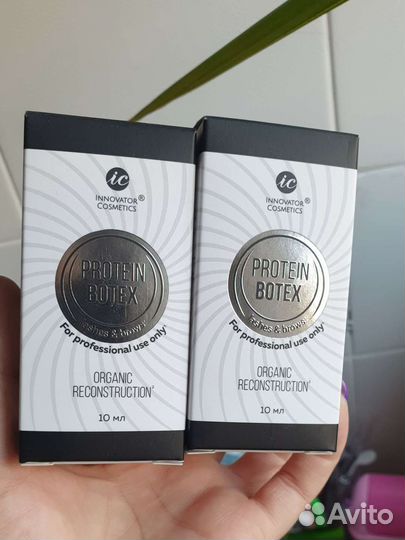 ic
INNOVATOR®
COSMETICS
PROTEIN
BOTEX
lashes & brows
For professional use only
ORGANIC
RECONSTRUCTION
10 мл
ic
INNOVATOR®
COSMETICS
PROTEIN
BOTEX
lashes & brows
For professional use only
ORGANIC
RECONSTRUCTION
10 мл
Avito